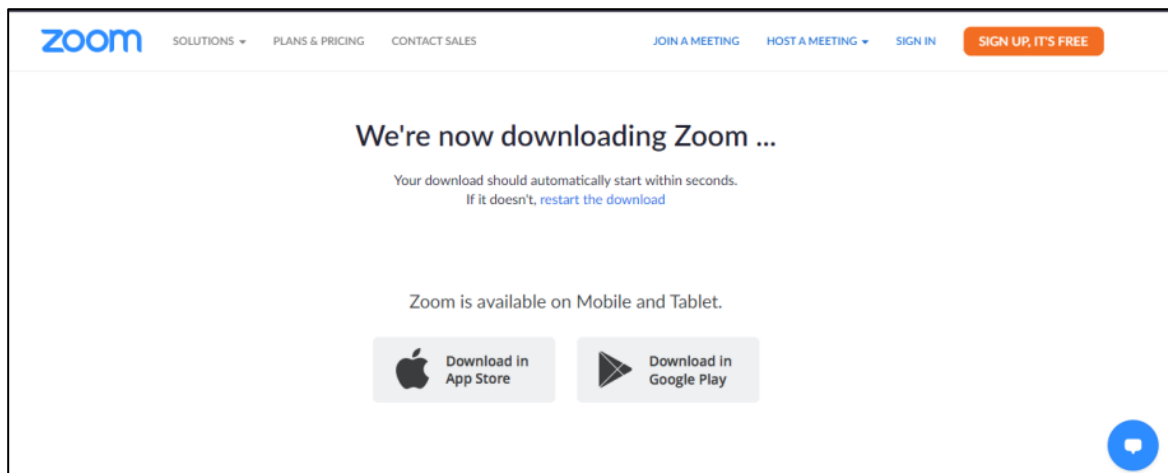 zoom SOLUTIONS PLANS & PRICING CONTACT SALES JOIN A MEETING HOST A MEETING SIGN IN SIGN UP, IT'S FREE
We're now downloading Zoom ...
Your download should automatically start within seconds.
If it doesn't, restart the download
Zoom is available on Mobile and Tablet.
Download in
App Store
Download in
Google Play